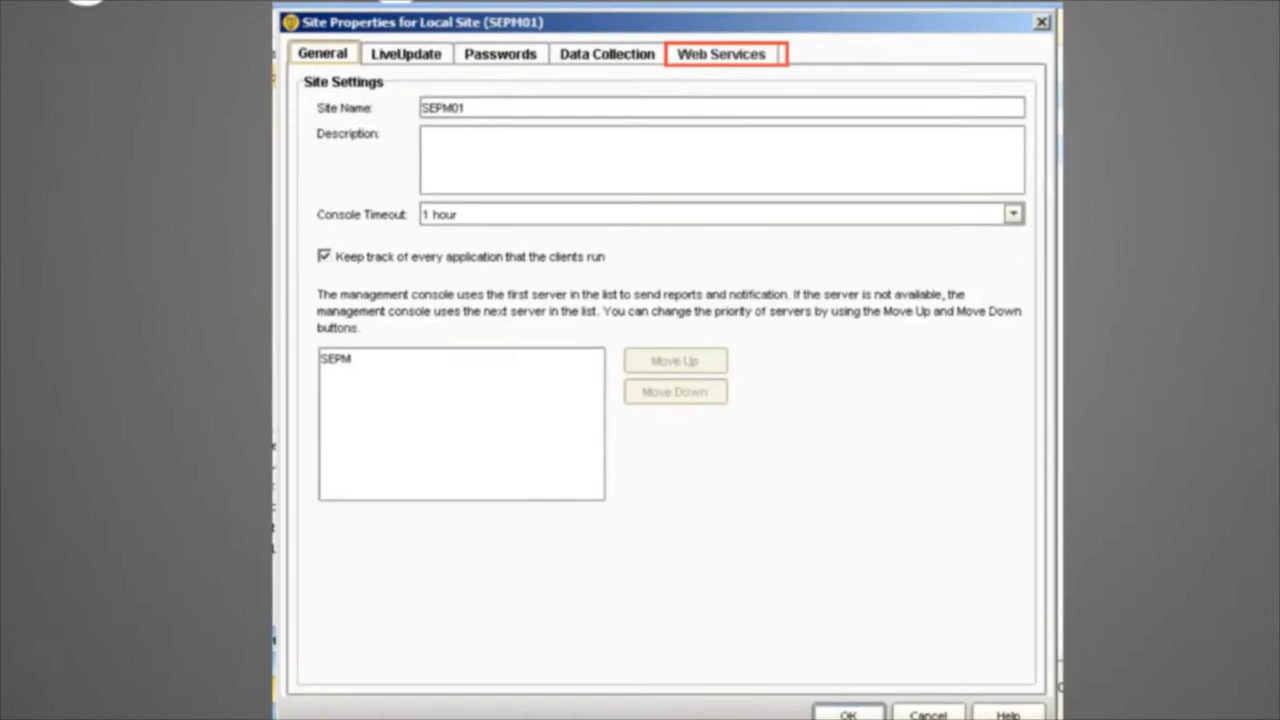 Site Properties for Local Site (SEPM01)
General LiveUpdate Passwords Data Collection Web Services
Site Settings
Site Name: SEPM01
Description:
Console Timeout: 1 hour
Keep track of every application that the clients run
The management console uses the first server in the list to send reports and notification. If the server is not available, the
management console uses the next server in the list. You can change the priority of servers by using the Move Up and Move Down
buttons.
SEPM
Move Up
Move Down
OK Cancel Help